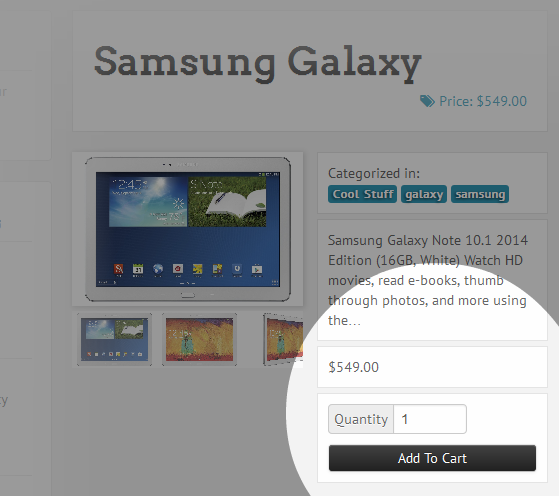 Samsung Galaxy
Price: $549.00
Categorized in:
Cool Stuff galaxy samsung
Samsung Galaxy Note 10.1 2014
Edition (16GB, White) Watch HD
movies, read e-books, thumb
through photos, and more using
the...
$549.00
Quantity 1
Add To Cart